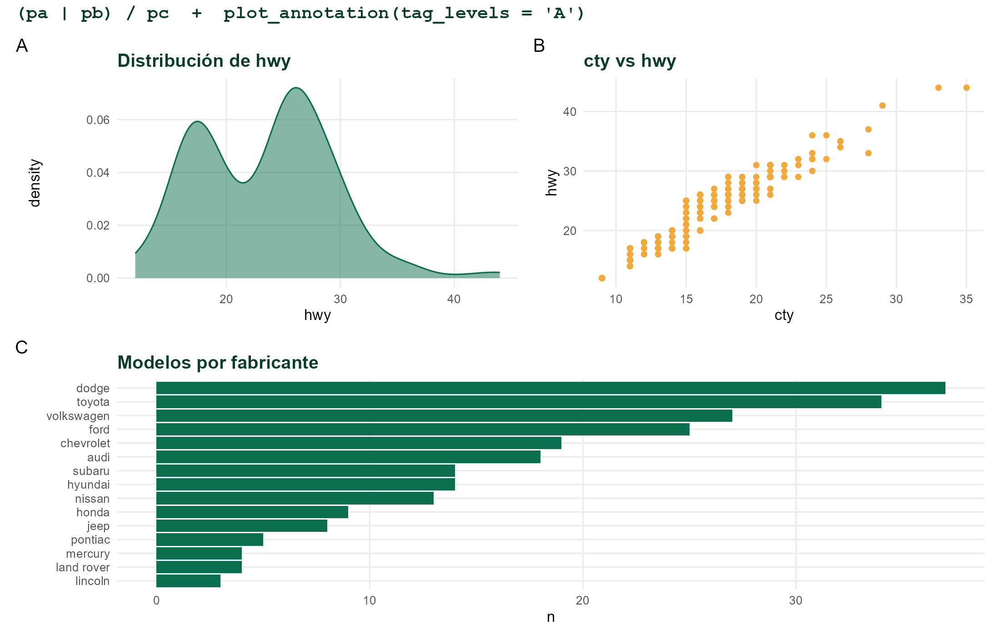 (pa | pb) / pc  +  plot_annotation(tag_levels = 'A')
A
Distribución de hwy
density
0.06
0.04
0.02
0.00
20 30 40
hwy
B
cty vs hwy
hwy
40
30
20
10 15 20 25 30 35
cty
C
Modelos por fabricante
dodge
toyota
volkswagen
ford
chevrolet
audi
subaru
hyundai
nissan
honda
jeep
pontiac
mercury
land rover
lincoln
0 10 20 30
n